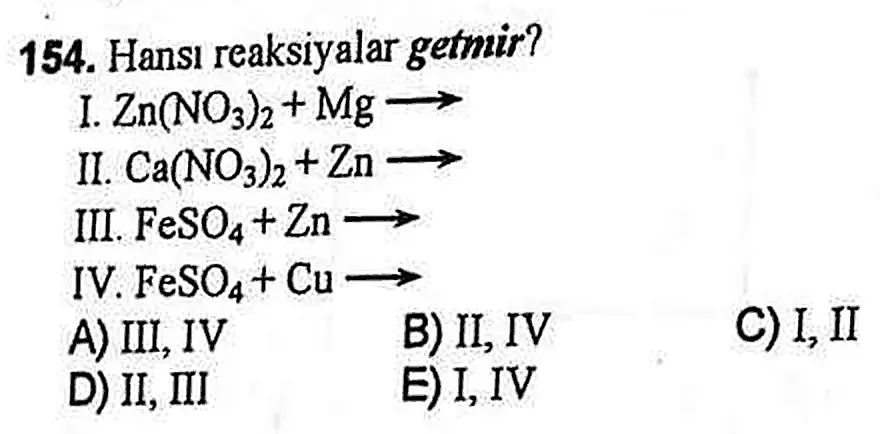 154. Hansı reaksiyalar getmir?
I. Zn(NO₃)₂ + Mg ⟶
II. Ca(NO₃)₂ + Zn ⟶
III. FeSO₄ + Zn ⟶
IV. FeSO₄ + Cu ⟶
A) III, IV B) II, IV C) I, II
D) II, III E) I, IV